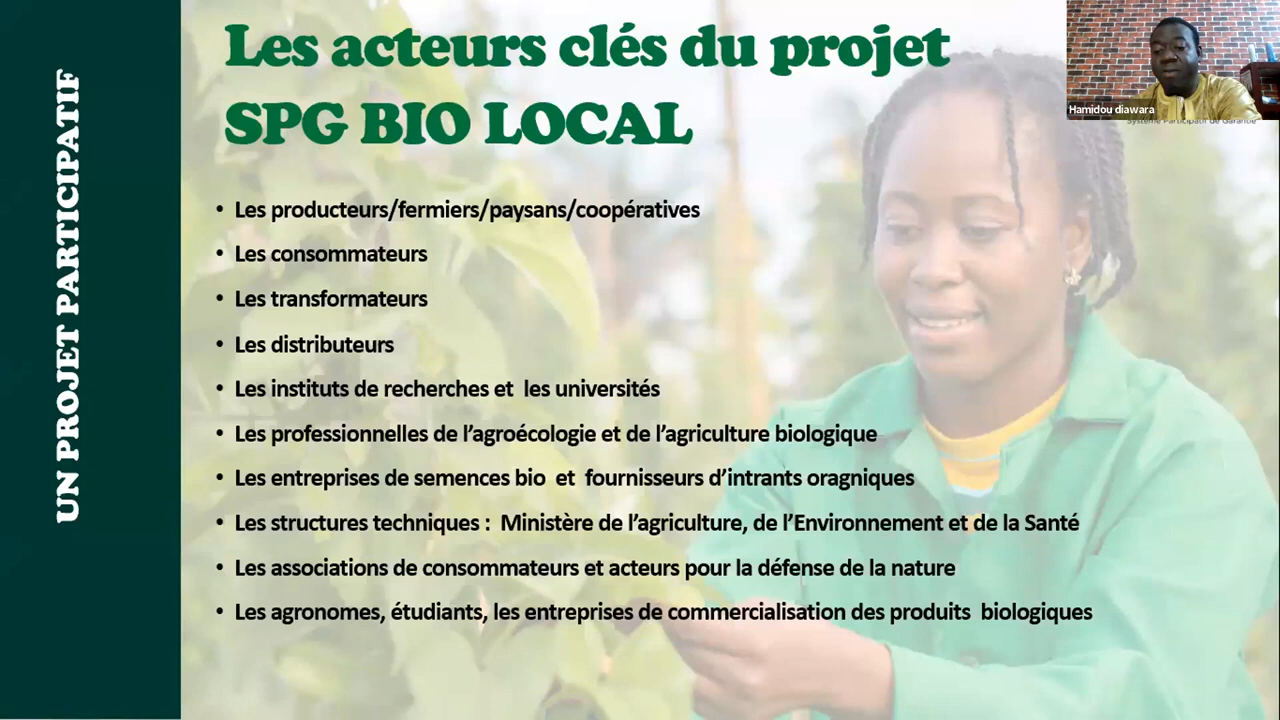 UN PROJET PARTICIPATIF
Les acteurs clés du projet
SPG BIO LOCAL
• Les producteurs/fermiers/paysans/coopératives
• Les consommateurs
• Les transformateurs
• Les distributeurs
• Les instituts de recherches et les universités
• Les professionnelles de l'agroécologie et de l'agriculture biologique
• Les entreprises de semences bio et fournisseurs d'intrants oragniques
• Les structures techniques : Ministère de l'agriculture, de l'Environnement et de la Santé
• Les associations de consommateurs et acteurs pour la défense de la nature
• Les agronomes, étudiants, les entreprises de commercialisation des produits biologiques
Hamidou diawara
Système Participatif de Garantie